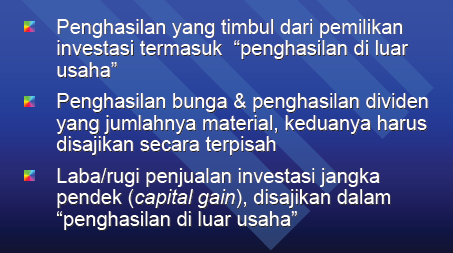 Penghasilan yang timbul dari pemilikan
investasi termasuk “penghasilan di luar
usaha”
Penghasilan bunga & penghasilan dividen
yang jumlahnya material, keduanya harus
disajikan secara terpisah
Laba/rugi penjualan investasi jangka
pendek (capital gain), disajikan dalam
“penghasilan di luar usaha”